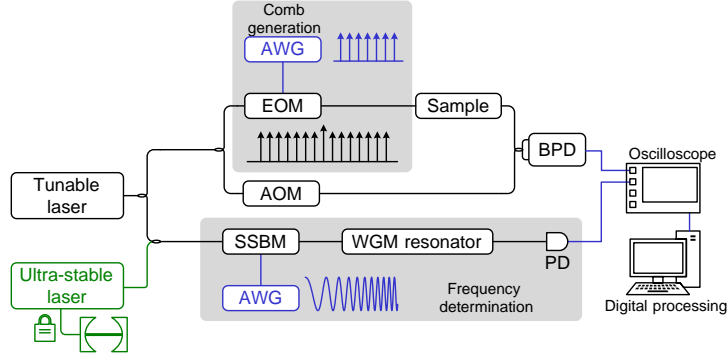 Comb
generation
AWG
EOM
Sample
AOM
BPD
Oscilloscope
Tunable
laser
SSBM
WGM resonator
PD
Ultra-stable
laser
AWG
Frequency
determination
Digital processing